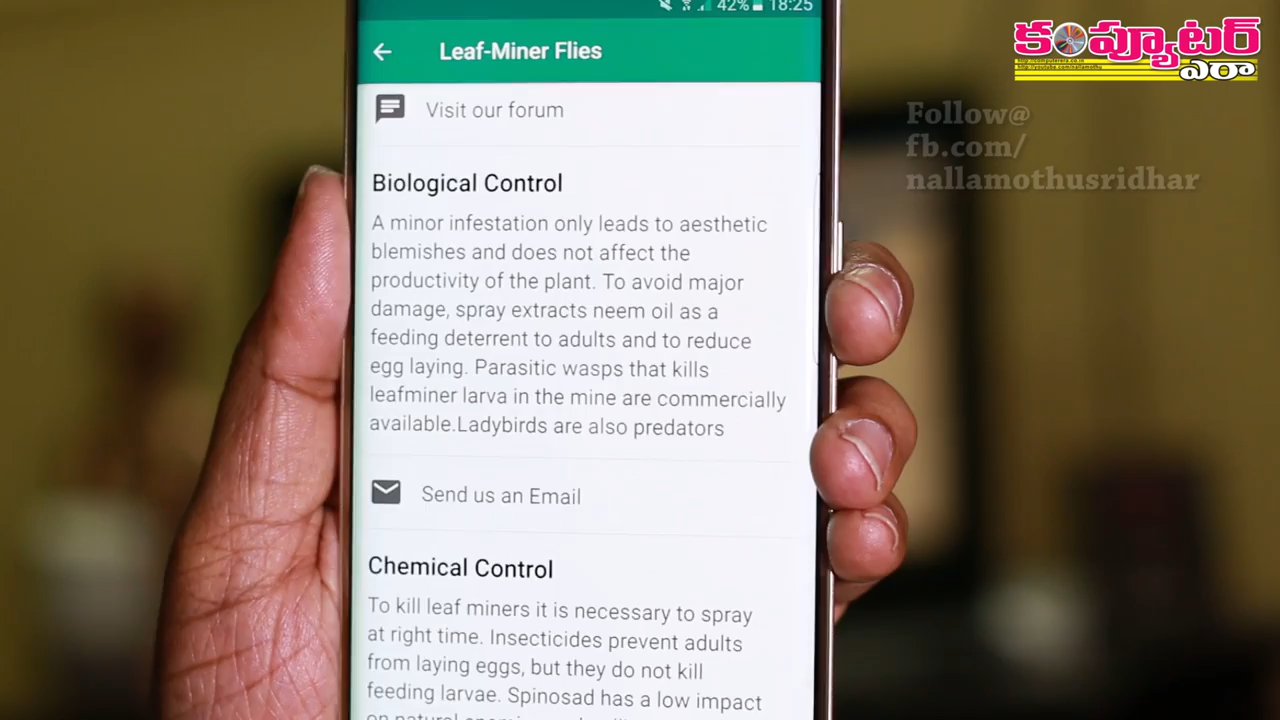 42% 18:25
Leaf-Miner Flies
Visit our forum
Biological Control
A minor infestation only leads to aesthetic
blemishes and does not affect the
productivity of the plant. To avoid major
damage, spray extracts neem oil as a
feeding deterrent to adults and to reduce
egg laying. Parasitic wasps that kills
leafminer larva in the mine are commercially
available.Ladybirds are also predators
Send us an Email
Chemical Control
To kill leaf miners it is necessary to spray
at right time. Insecticides prevent adults
from laying eggs, but they do not kill
feeding larvae. Spinosad has a low impact
on natural
కంప్యూటర్
ఎరా
Follow@
fb.com/
nallamothusridhar